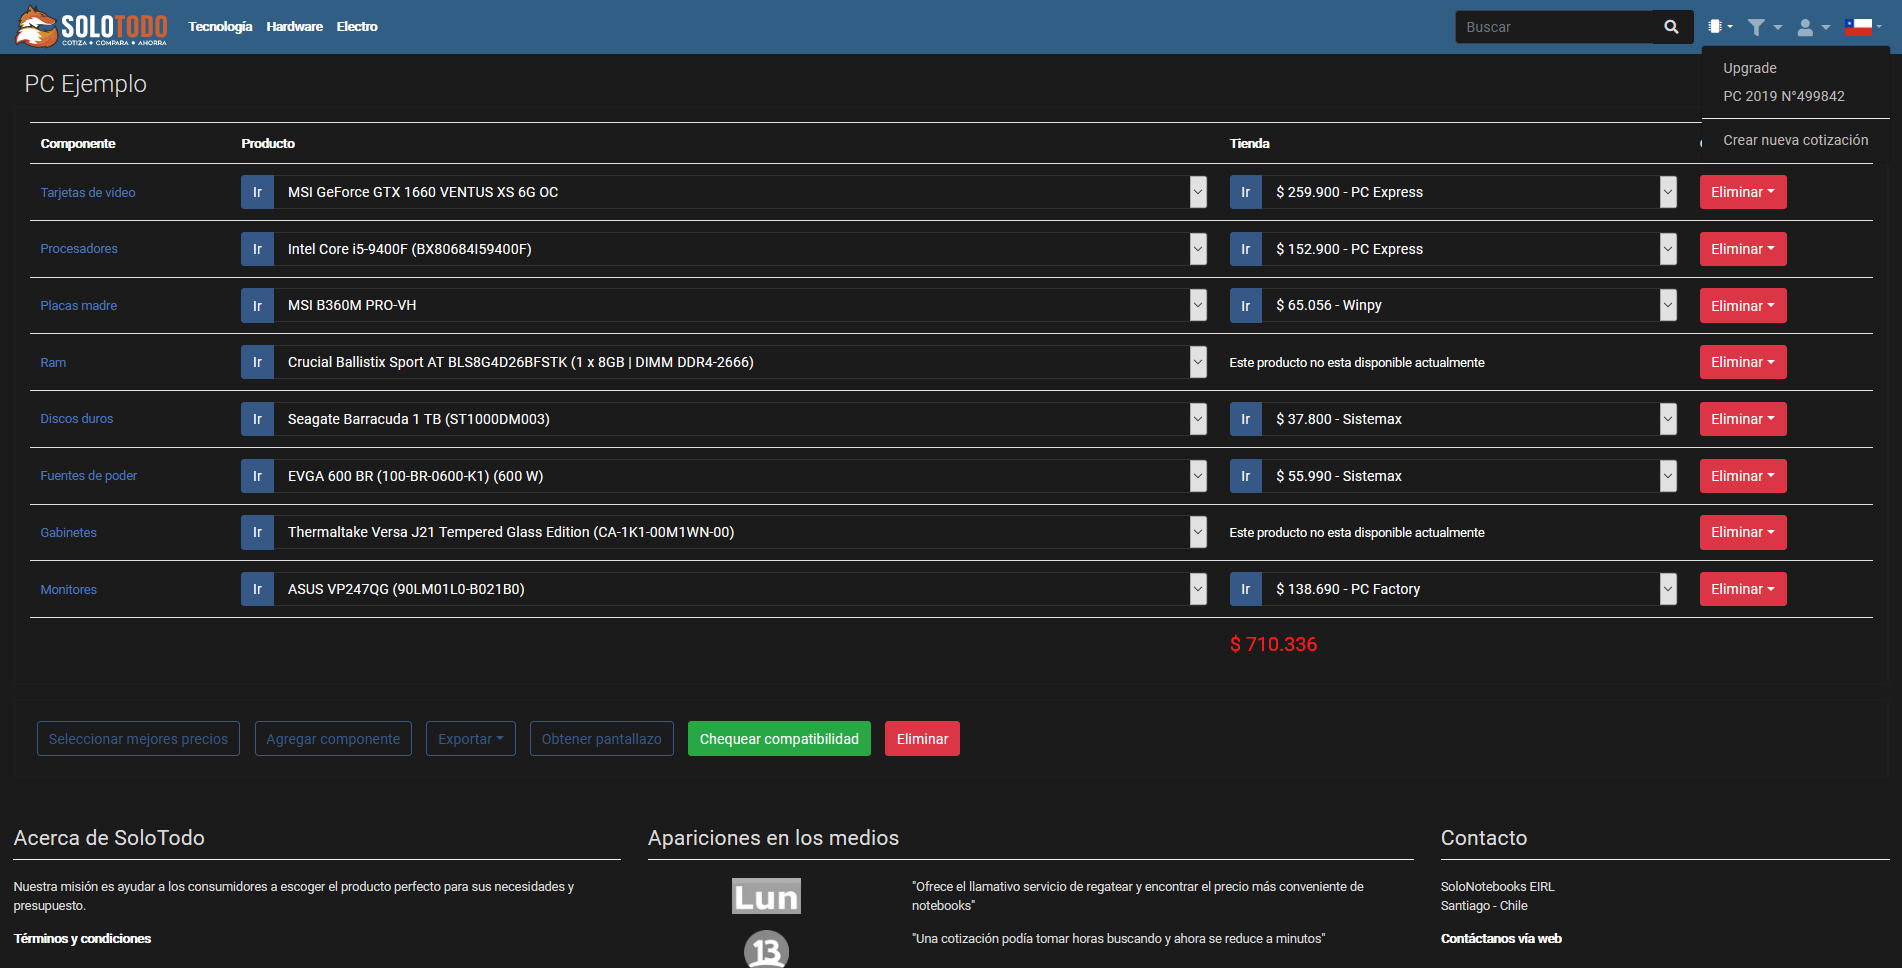 SOLOTODO
COTIZA • COMPARA • AHORRA
Tecnología Hardware Electro
Buscar
Upgrade
PC 2019 N°499842
Crear nueva cotización
PC Ejemplo
Componente Producto Tienda
Tarjetas de video Ir MSI GeForce GTX 1660 VENTUS XS 6G OC Ir $ 259.900 - PC Express Eliminar
Procesadores Ir Intel Core i5-9400F (BX80684I59400F) Ir $ 152.900 - PC Express Eliminar
Placas madre Ir MSI B360M PRO-VH Ir $ 65.056 - Winpy Eliminar
Ram Ir Crucial Ballistix Sport AT BLS8G4D26BFSTK (1 x 8GB | DIMM DDR4-2666) Este producto no esta disponible actualmente Eliminar
Discos duros Ir Seagate Barracuda 1 TB (ST1000DM003) Ir $ 37.800 - Sistemax Eliminar
Fuentes de poder Ir EVGA 600 BR (100-BR-0600-K1) (600 W) Ir $ 55.990 - Sistemax Eliminar
Gabinetes Ir Thermaltake Versa J21 Tempered Glass Edition (CA-1K1-00M1WN-00) Este producto no esta disponible actualmente Eliminar
Monitores Ir ASUS VP247QG (90LM01L0-B021B0) Ir $ 138.690 - PC Factory Eliminar
$ 710.336
Seleccionar mejores precios Agregar componente Exportar Obtener pantallazo Chequear compatibilidad Eliminar
Acerca de SoloTodo
Nuestra misión es ayudar a los consumidores a escoger el producto perfecto para sus necesidades y
presupuesto.
Términos y condiciones
Apariciones en los medios
Lun
"Ofrece el llamativo servicio de regatear y encontrar el precio más conveniente de
notebooks"
13
"Una cotización podía tomar horas buscando y ahora se reduce a minutos"
Contacto
SoloNotebooks EIRL
Santiago - Chile
Contáctanos vía web